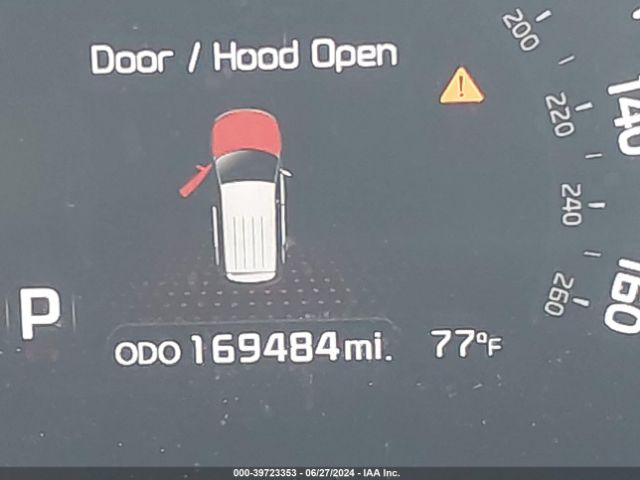 Door / Hood Open
200
220
140
240
260
160
P
ODO 169484 mi. 77°F
000-39723353 - 06/27/2024 - IAA Inc.